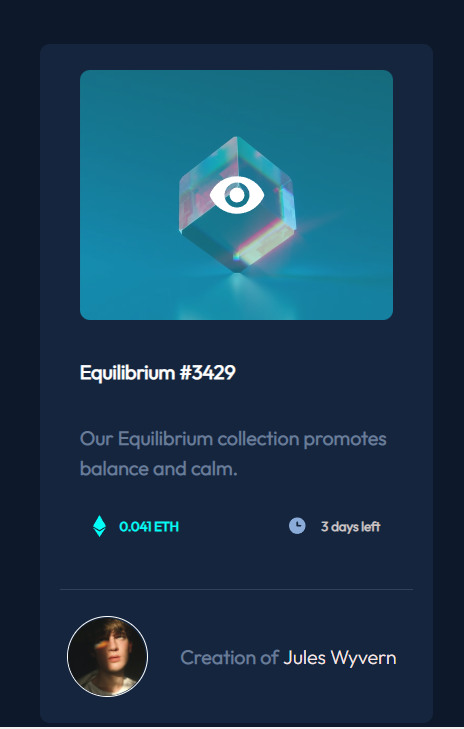 Equilibrium #3429
Our Equilibrium collection promotes
balance and calm.
0.041 ETH
3 days left
Creation of Jules Wyvern